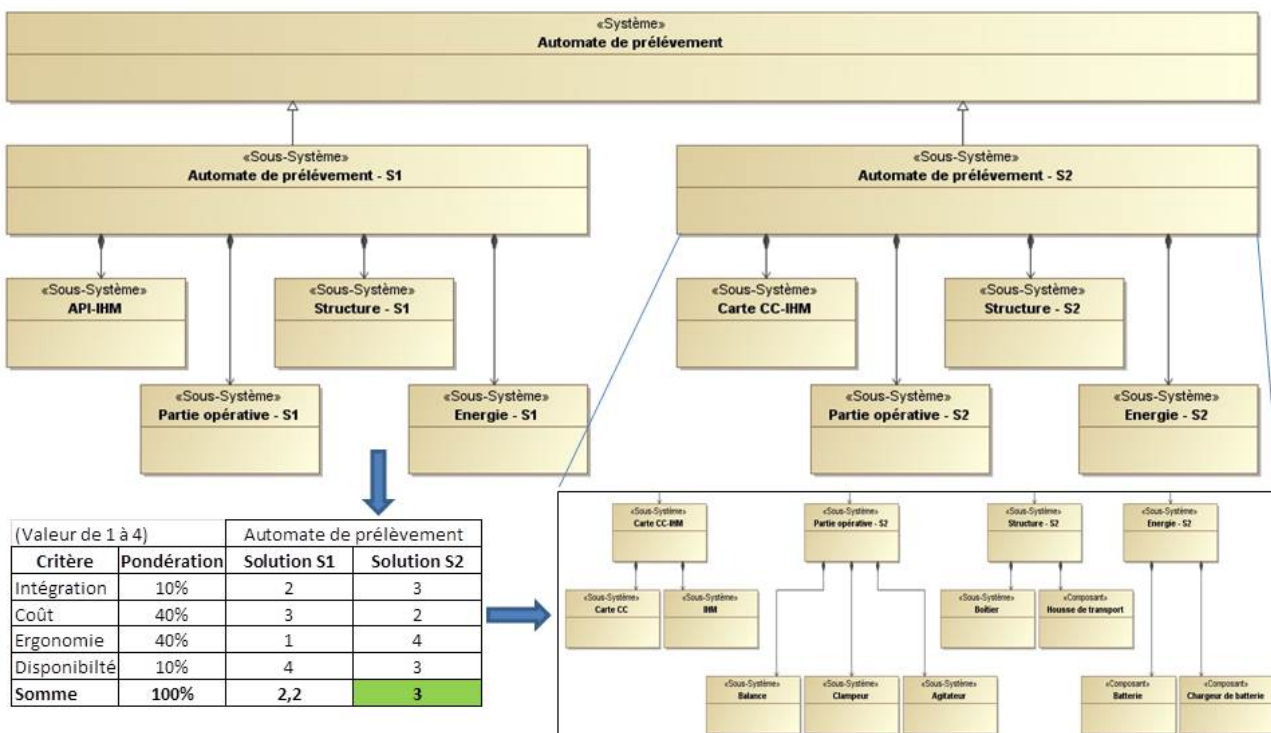 «Système»
Automate de prélévement
«Sous-Système»
Automate de prélévement - S1
«Sous-Système»
Automate de prélévement - S2
«Sous-Système»
API-IHM
«Sous-Système»
Structure - S1
«Sous-Système»
Carte CC-IHM
«Sous-Système»
Structure - S2
«Sous-Système»
Partie opérative - S1
«Sous-Système»
Energie - S1
«Sous-Système»
Partie opérative - S2
«Sous-Système»
Energie - S2
(Valeur de 1 à 4) Automate de prélèvement
Critère Pondération Solution S1 Solution S2
Intégration 10% 2 3
Coût 40% 3 2
Ergonomie 40% 1 4
Disponibilté 10% 4 3
Somme 100% 2,2 3
«Sous-Système»
Carte CC-IHM
«Sous-Système»
Partie opérative - S2
«Sous-Système»
Structure - S2
«Sous-Système»
Energie - S2
«Sous-Système»
Carte CC
«Sous-Système»
IHM
«Sous-Système»
Boîtier
«Composant»
Housse de transport
«Sous-Système»
Balance
«Sous-Système»
Clampeur
«Sous-Système»
Agitateur
«Composant»
Batterie
«Composant»
Chargeur de batterie